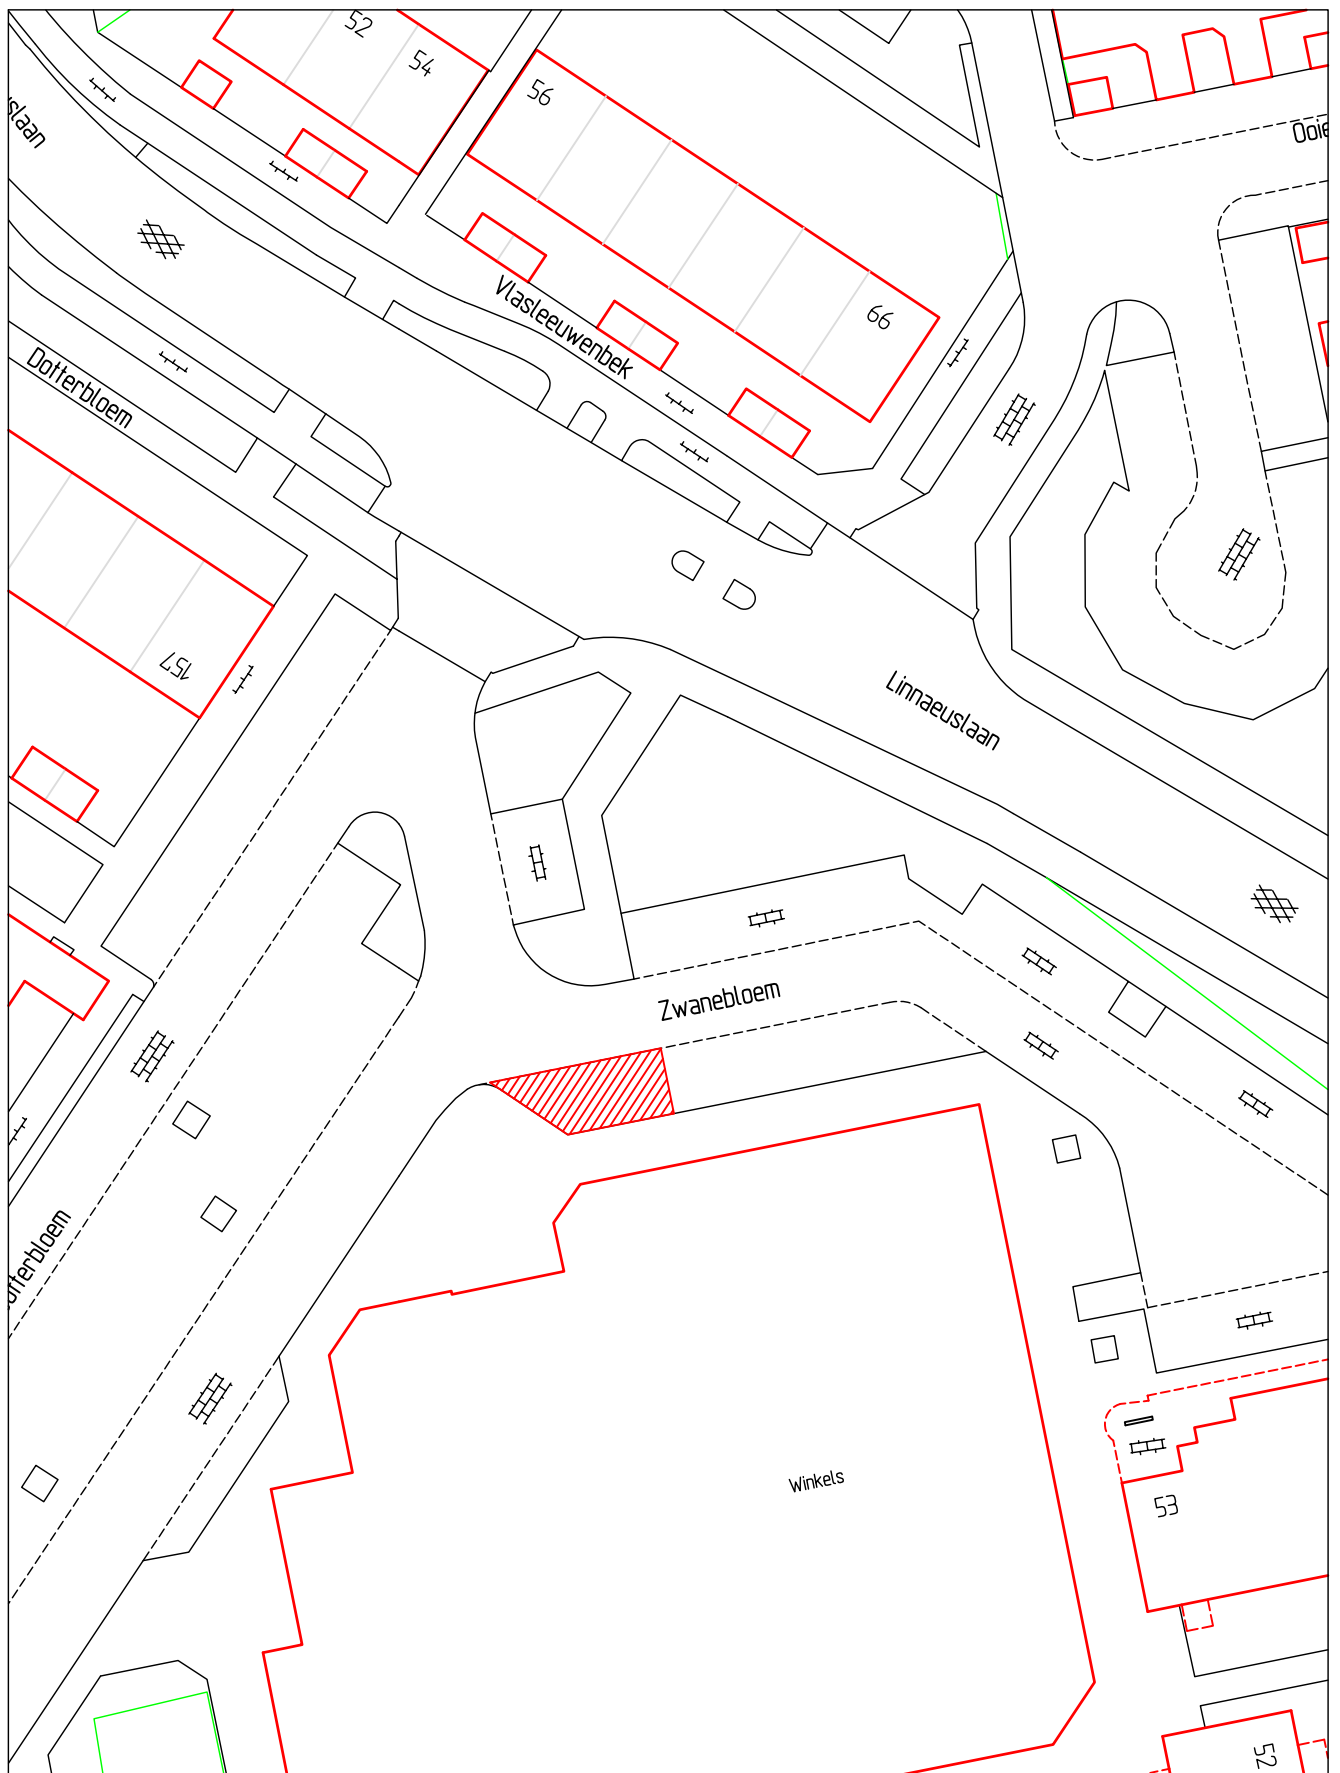 52
54
56
Ooie
slaan
Vlasleeuwenbek
66
Dotterbloem
157
Linnaeuslaan
Zwanebloem
otterbloem
Winkels
53
52